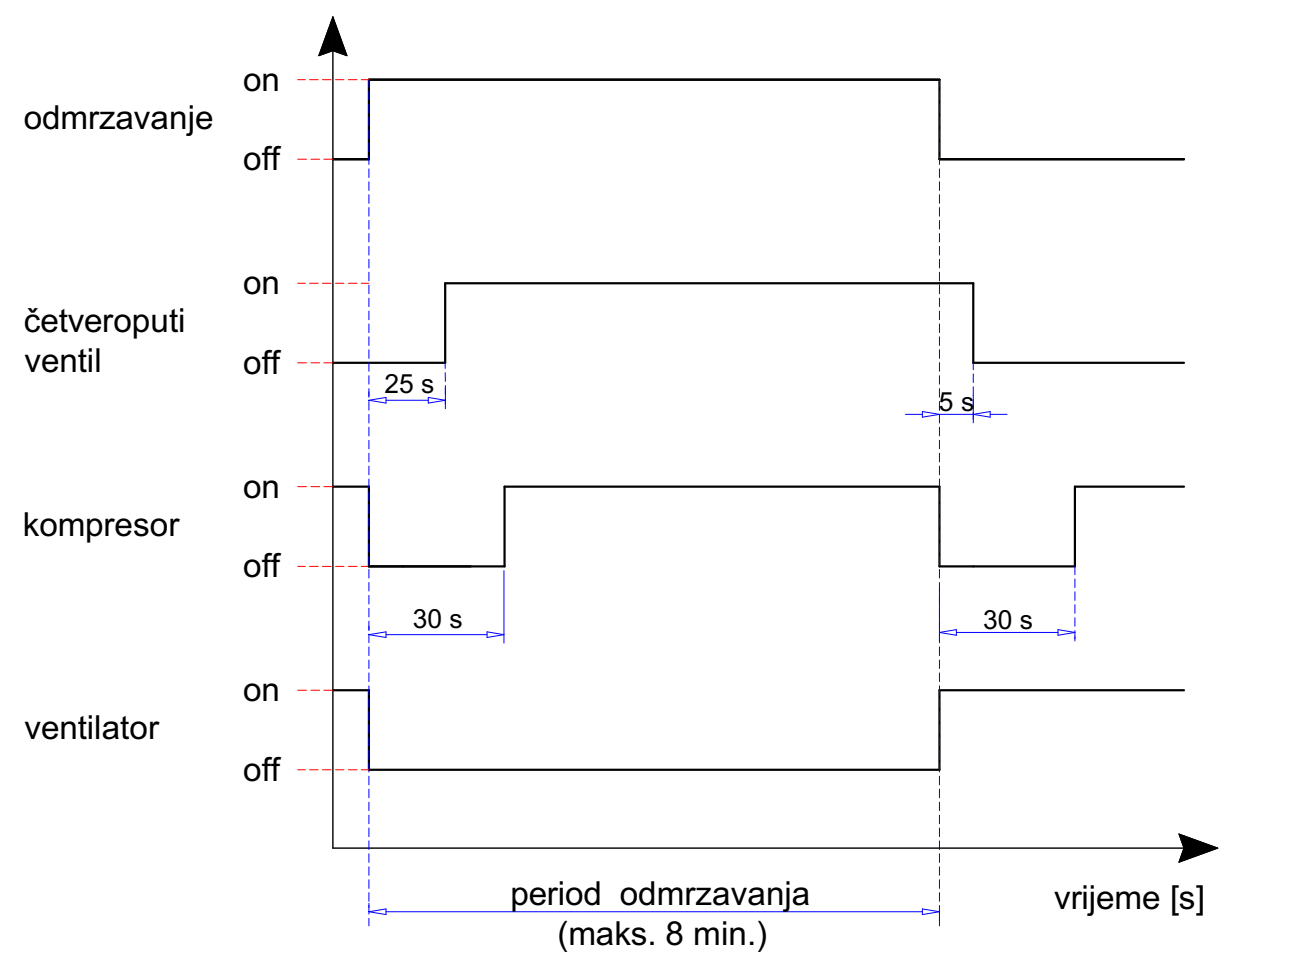 on
odmrzavanje
off
on
četveroputi
ventil
off
25 s
5 s
on
kompresor
off
30 s
30 s
on
ventilator
off
period odmrzavanja
(maks. 8 min.)
vrijeme [s]